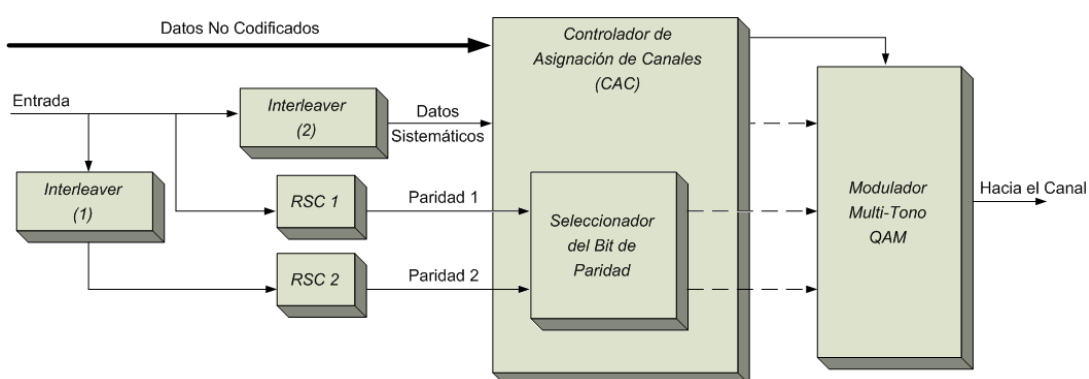 Datos No Codificados
Controlador de
Asignación de Canales
(CAC)
Entrada
Interleaver
(2)
Datos
Sistemáticos
Interleaver
(1)
RSC 1
Paridad 1
Seleccionador
del Bit de
Paridad
RSC 2
Paridad 2
Modulador
Multi-Tono
QAM
Hacia el Canal